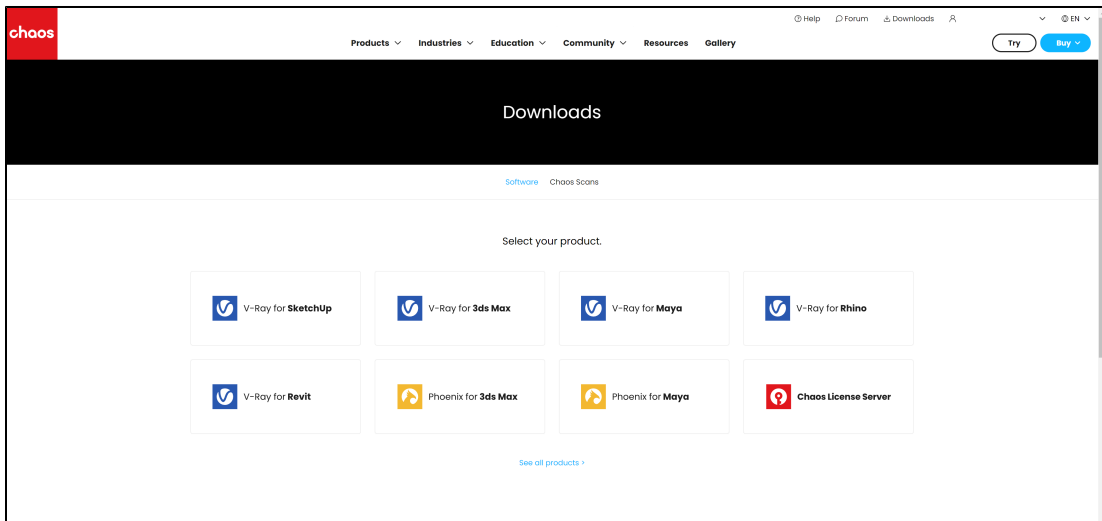 chaos
Help Forum Downloads EN
Products Industries Education Community Resources Gallery Try Buy
Downloads
Software Chaos Scans
Select your product.
V-Ray for SketchUp V-Ray for 3ds Max V-Ray for Maya V-Ray for Rhino
V-Ray for Revit Phoenix for 3ds Max Phoenix for Maya Chaos License Server
See all products >